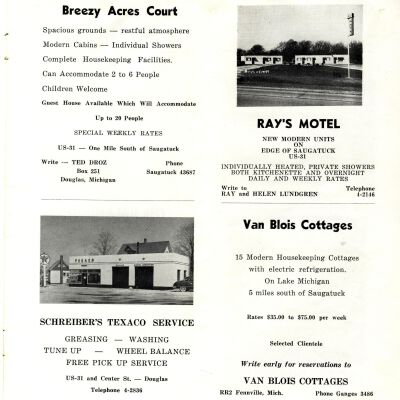 Breezy Acres Court
Spacious grounds — restful atmosphere
Modern Cabins — Individual Showers
Complete Housekeeping Facilities.
Can Accommodate 2 to 6 People
Children Welcome
Guest House Available Which Will Accommodate
Up to 20 People
SPECIAL WEEKLY RATES
US-31 — One Mile South of Saugatuck
Write — TED DROZ Phone
Box 251 Saugatuck 43687
Douglas, Michigan
RAY'S MOTEL
NEW MODERN UNITS
ON
EDGE OF SAUGATUCK
US-31
INDIVIDUALLY HEATED, PRIVATE SHOWERS
BOTH KITCHENETTE AND OVERNIGHT
DAILY AND WEEKLY RATES
Write to Telephone
RAY and HELEN LUNDGREN 4-2146
TEXACO
SCHREIBER'S TEXACO SERVICE
GREASING — WASHING
TUNE UP — WHEEL BALANCE
FREE PICK UP SERVICE
US-31 and Center St. — Douglas
Telephone 4-2836
Van Blois Cottages
15 Modern Housekeeping Cottages
with electric refrigeration.
On Lake Michigan
5 miles south of Saugatuck
Rates $35.00 to $75.00 per week
Selected Clientele
Write early for reservations to
VAN BLOIS COTTAGES
RR2 Fennville, Mich. Phone Ganges 3486